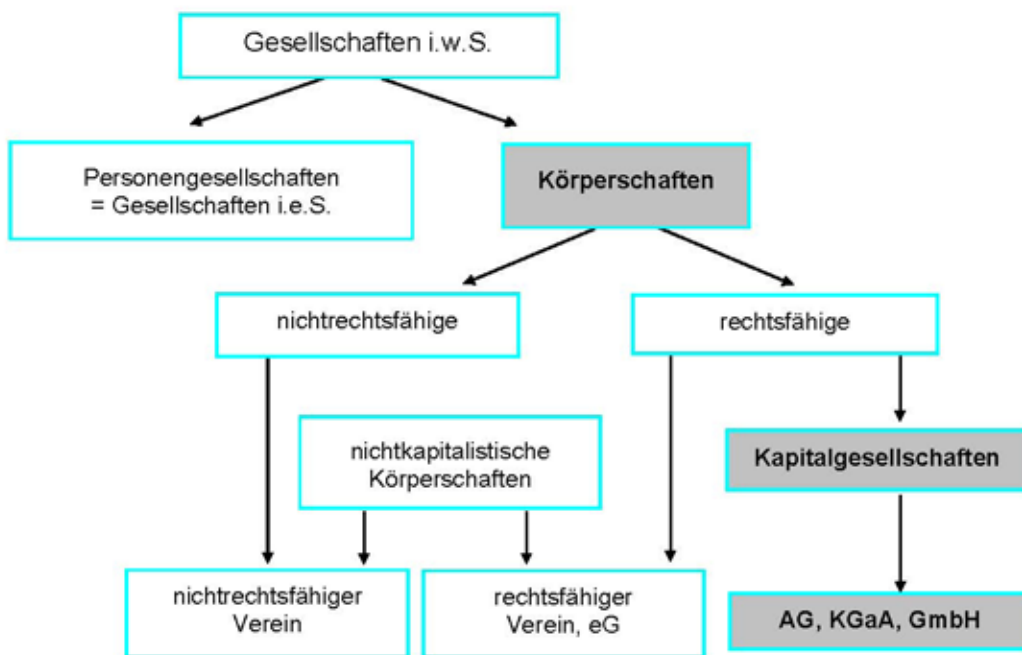 Gesellschaften i.w.S.
Personengesellschaften
= Gesellschaften i.e.S.
Körperschaften
nichtrechtsfähige
rechtsfähige
nichtkapitalistische
Körperschaften
Kapitalgesellschaften
nichtrechtsfähiger
Verein
rechtsfähiger
Verein, eG
AG, KGaA, GmbH